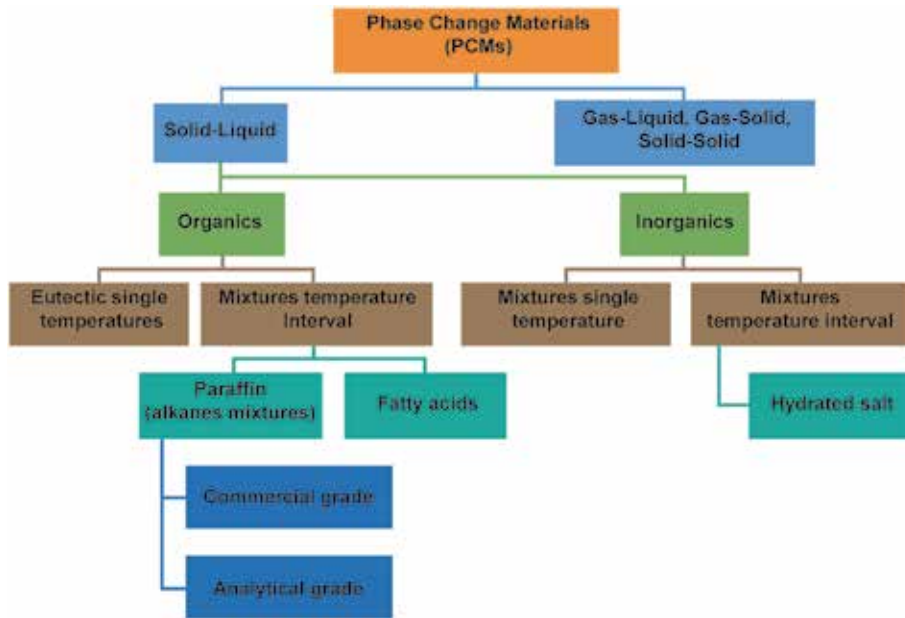 Phase Change Materials
(PCMs)
Solid-Liquid
Gas-Liquid, Gas-Solid,
Solid-Solid
Organics
Inorganics
Eutectic single
temperatures
Mixtures temperature
Interval
Mixtures single
temperature
Mixtures
temperature interval
Paraffin
(alkanes mixtures)
Fatty acids
Hydrated salt
Commercial grade
Analytical grade